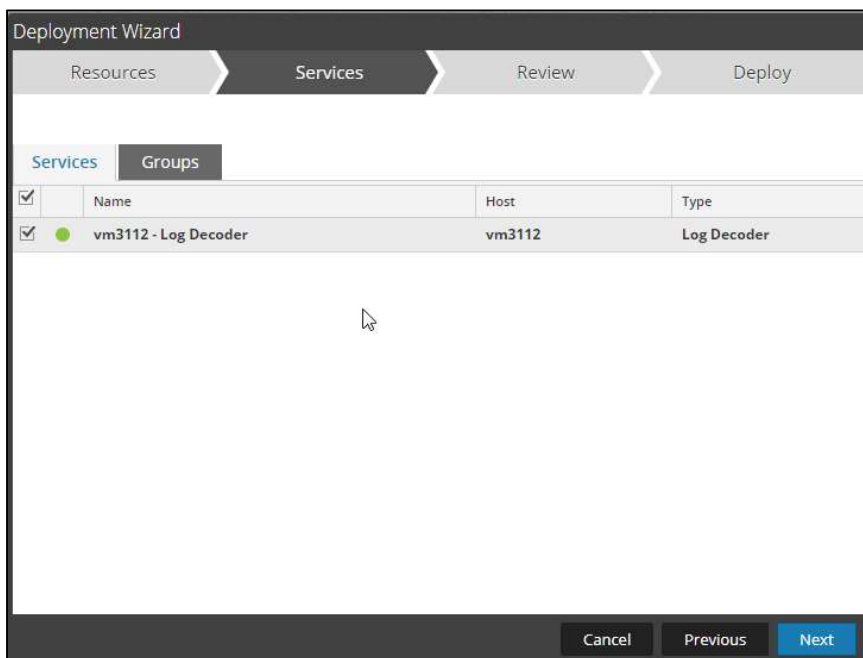 Deployment Wizard
Resources Services Review Deploy
Services Groups
Name Host Type
vm3112 - Log Decoder vm3112 Log Decoder
Cancel Previous Next